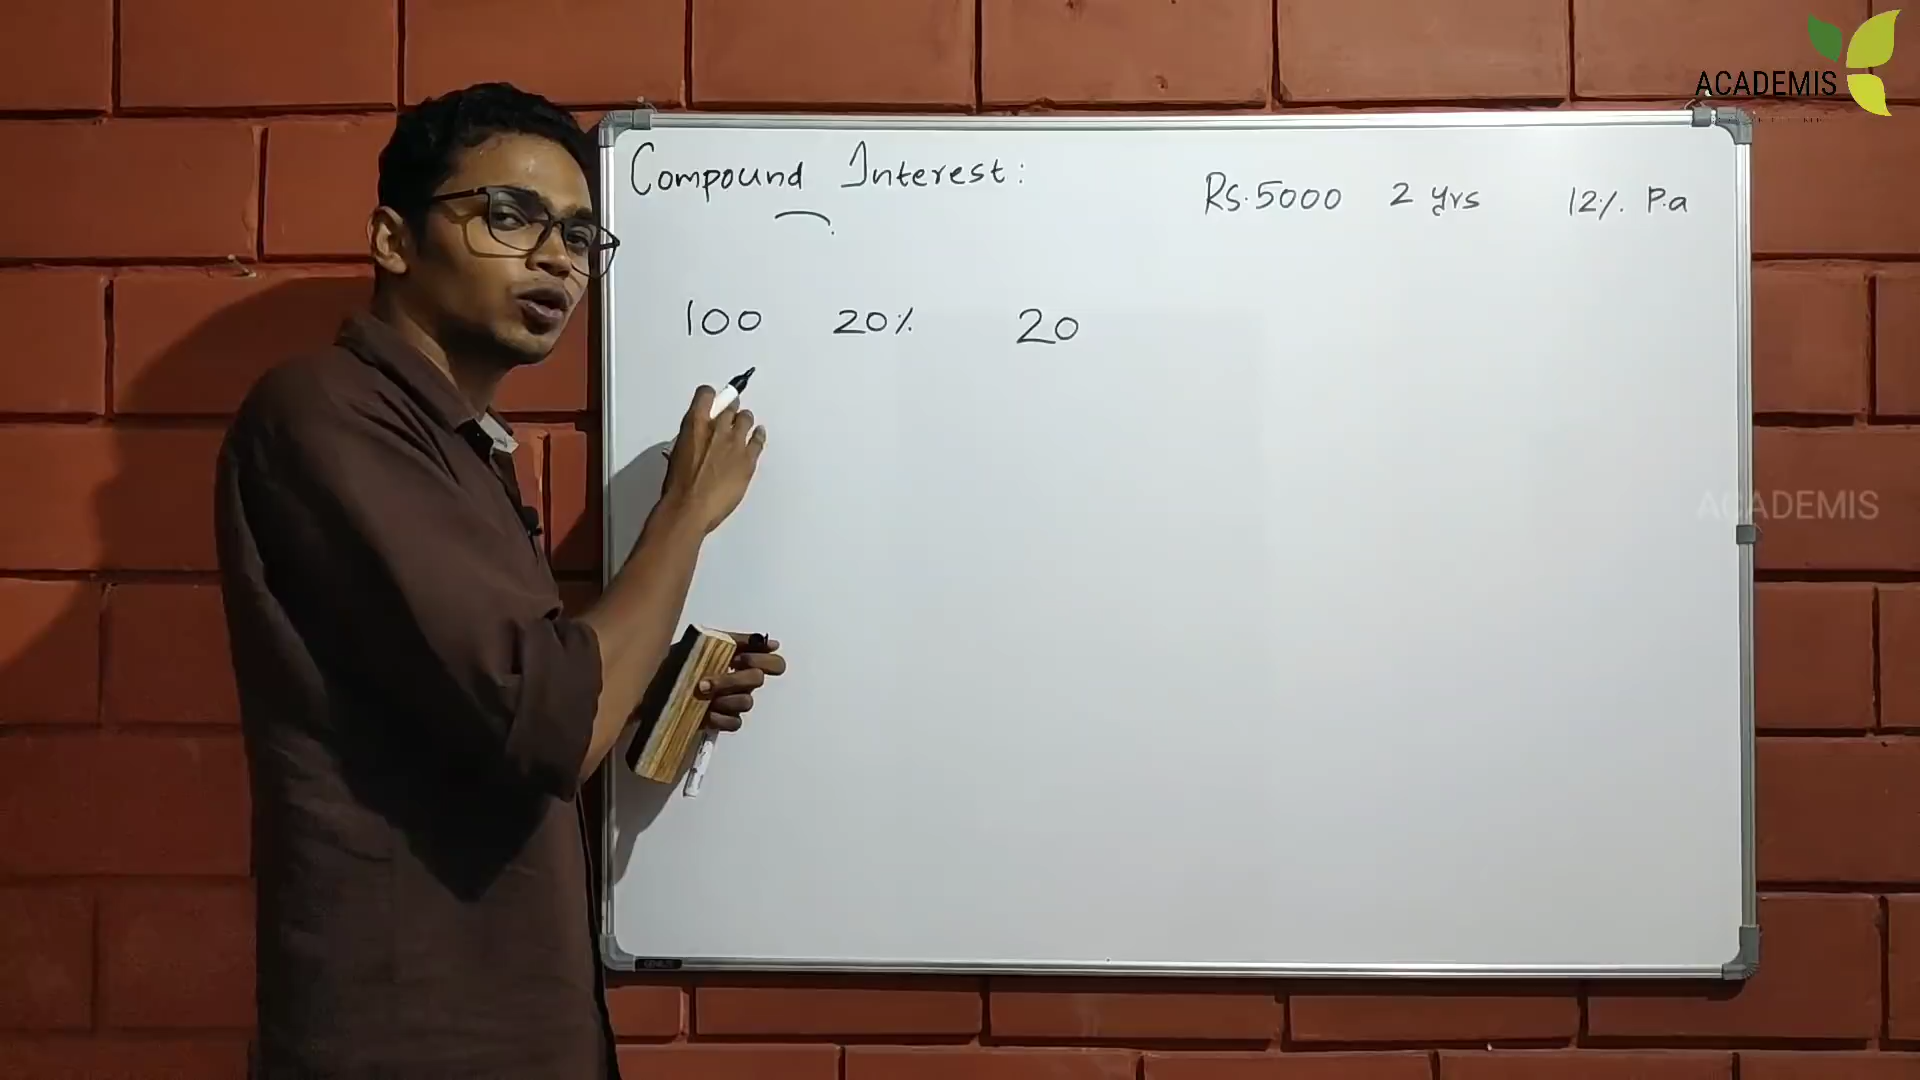 ACADEMIS
Compound Interest:
Rs.5000 2 yrs 12% P.a
100 20% 20
ACADEMIS